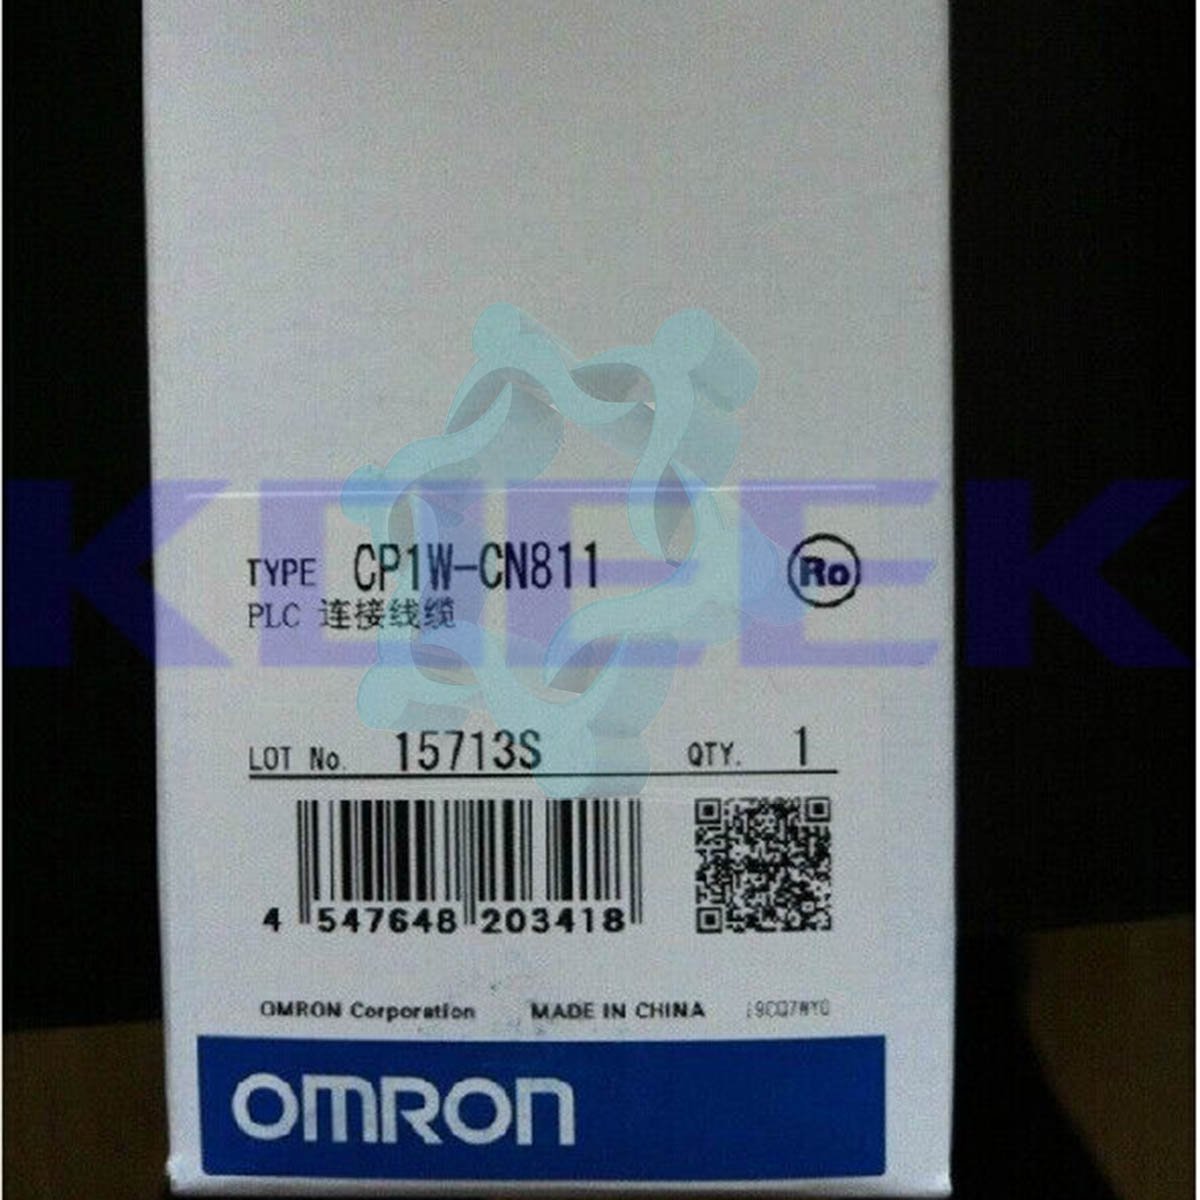 KOEEK
TYPE CP1W-CN811
Ro
PLC 连接线缆
LOT No. 15713S QTY. 1
4 547648 203418
OMRON Corporation MADE IN CHINA
OMRON